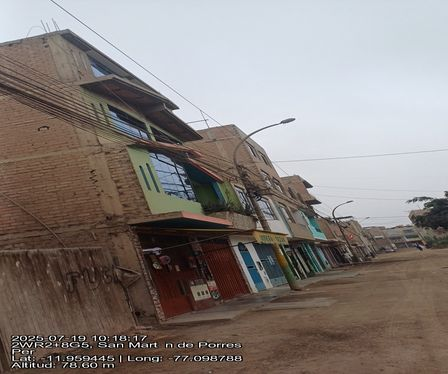 2025-07-19 10:18:17
2WR2+8G5, San Mart n de Porres
Per
Lat: -11.959445 | Long: -77.098788
Altitud: 78.60 m